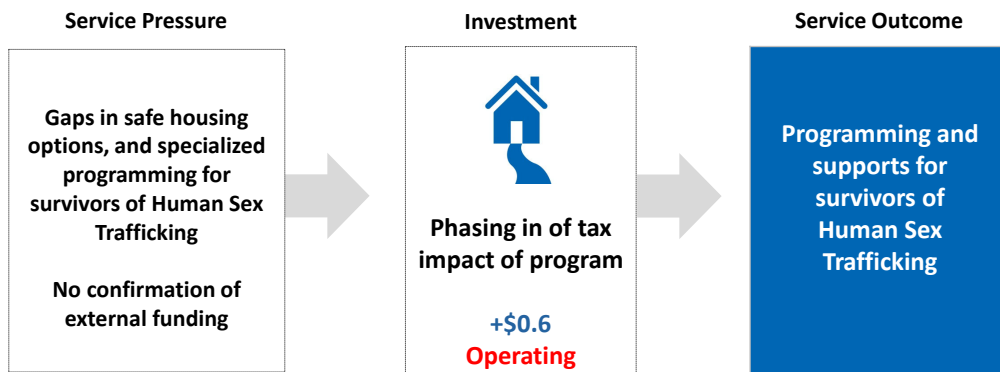 Service Pressure
Investment
Service Outcome
Gaps in safe housing
options, and specialized
programming for
survivors of Human Sex
Trafficking
No confirmation of
external funding
Phasing in of tax
impact of program
+$0.6
Operating
Programming and
supports for
survivors of
Human Sex
Trafficking